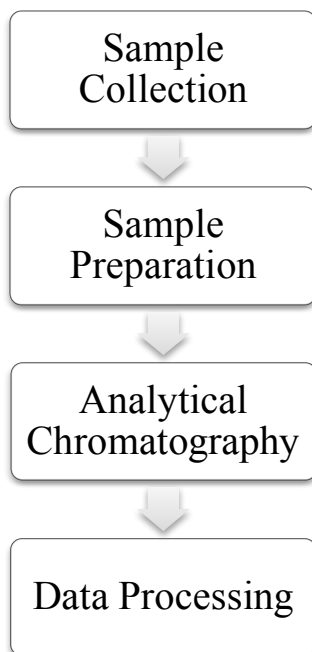 Sample
Collection
Sample
Preparation
Analytical
Chromatography
Data Processing